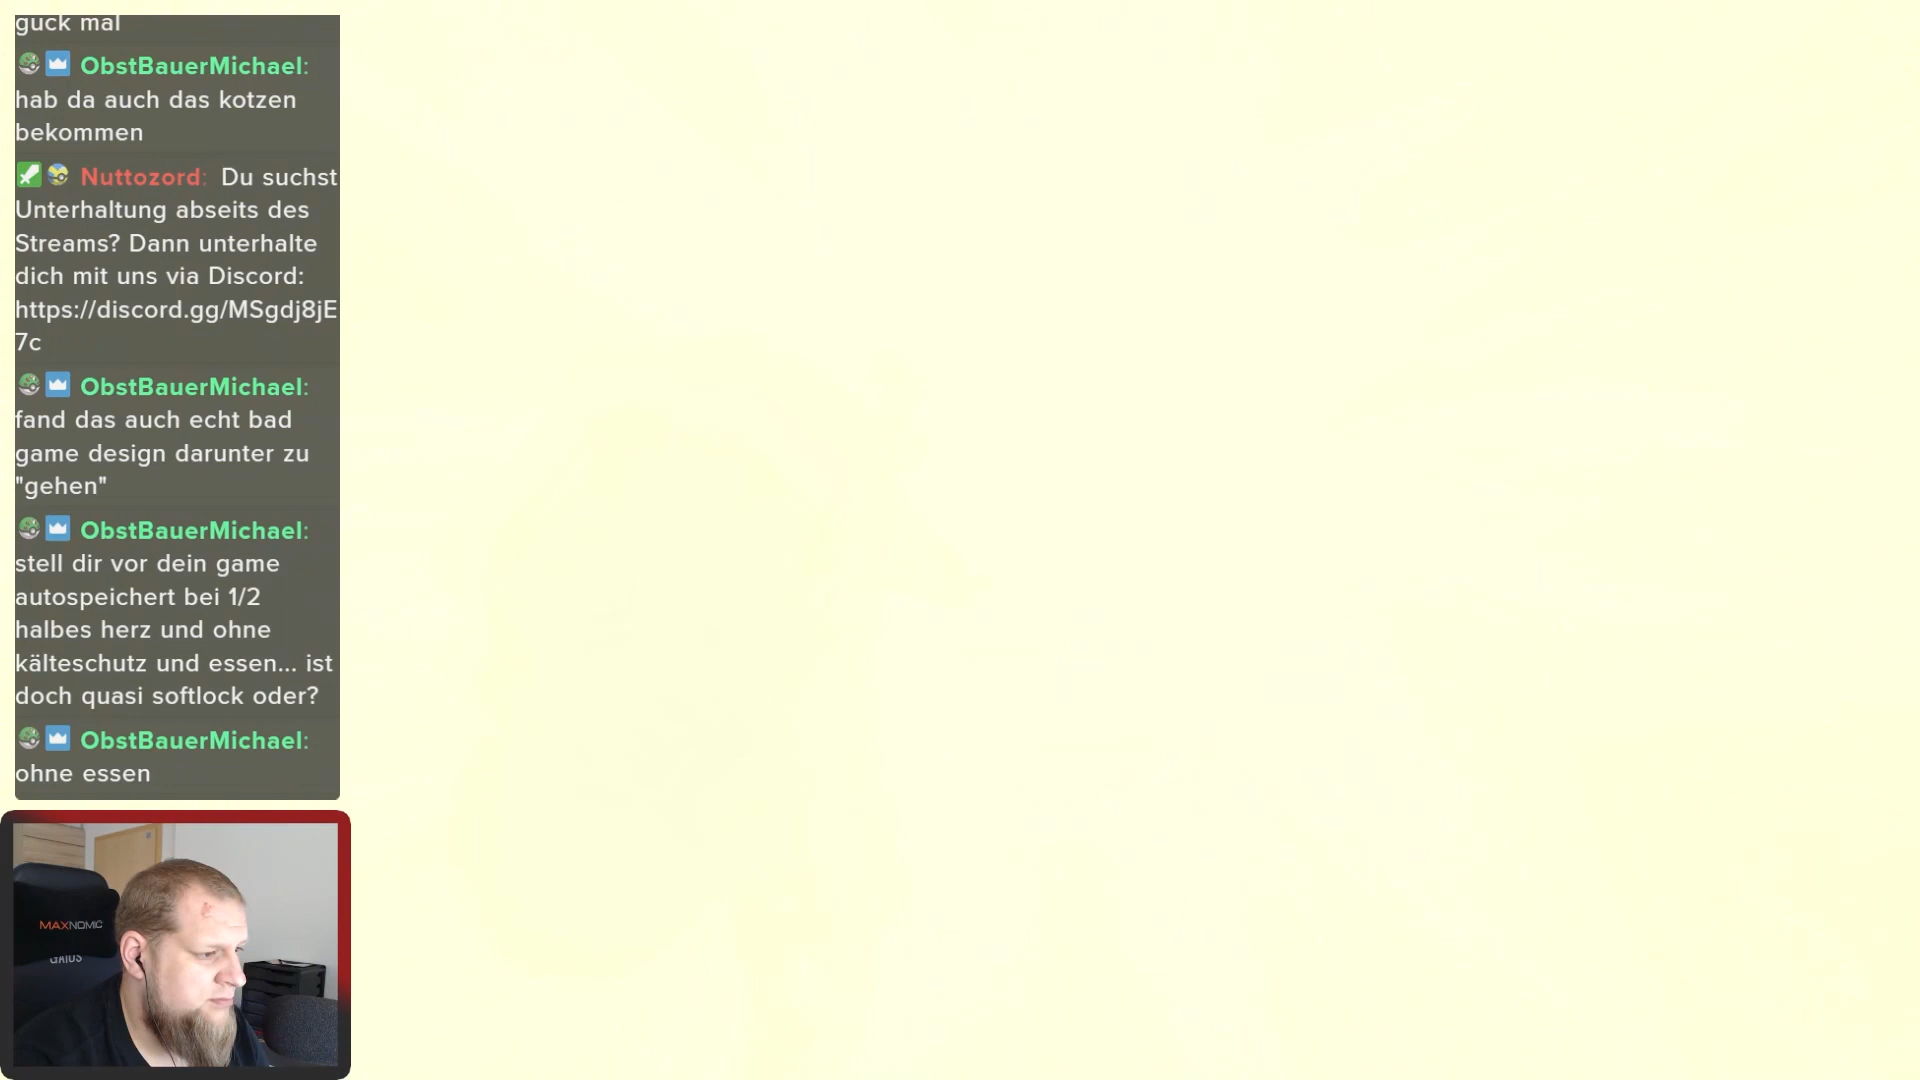 guck mal
ObstBauerMichael:
hab da auch das kotzen
bekommen
Nuttozord: Du suchst
Unterhaltung abseits des
Streams? Dann unterhalte
dich mit uns via Discord:
https://discord.gg/MSgdj8jE
7c
ObstBauerMichael:
fand das auch echt bad
game design darunter zu
"gehen"
ObstBauerMichael:
stell dir vor dein game
autospeichert bei 1/2
halbes herz und ohne
kälteschutz und essen... ist
doch quasi softlock oder?
ObstBauerMichael:
ohne essen
MAXNOMIC
GAIUS